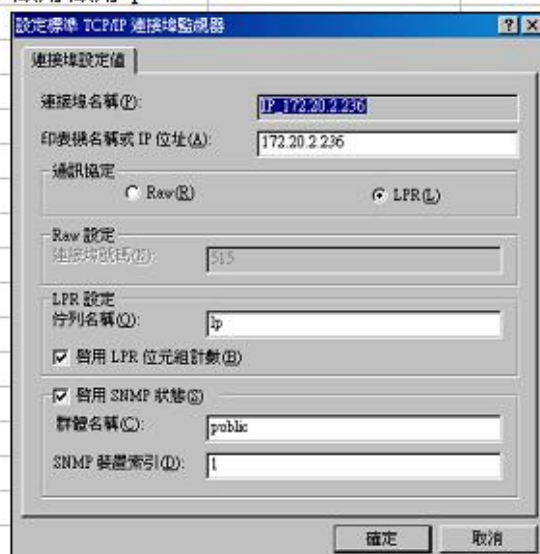 設定標準 TCP/IP 連接埠監視器
連接埠設定值
連接埠名稱(P): IP_172.20.2.236
印表機名稱或 IP 位址(A): 172.20.2.236
通訊協定
Raw(R) LPR(L)
Raw 設定
連接埠號碼(N): 515
LPR 設定
佇列名稱(Q): lp
啓用 LPR 位元組計數(B)
啓用 SNMP 狀態(S)
群體名稱(C): public
SNMP 裝置索引(D): 1
確定 取消